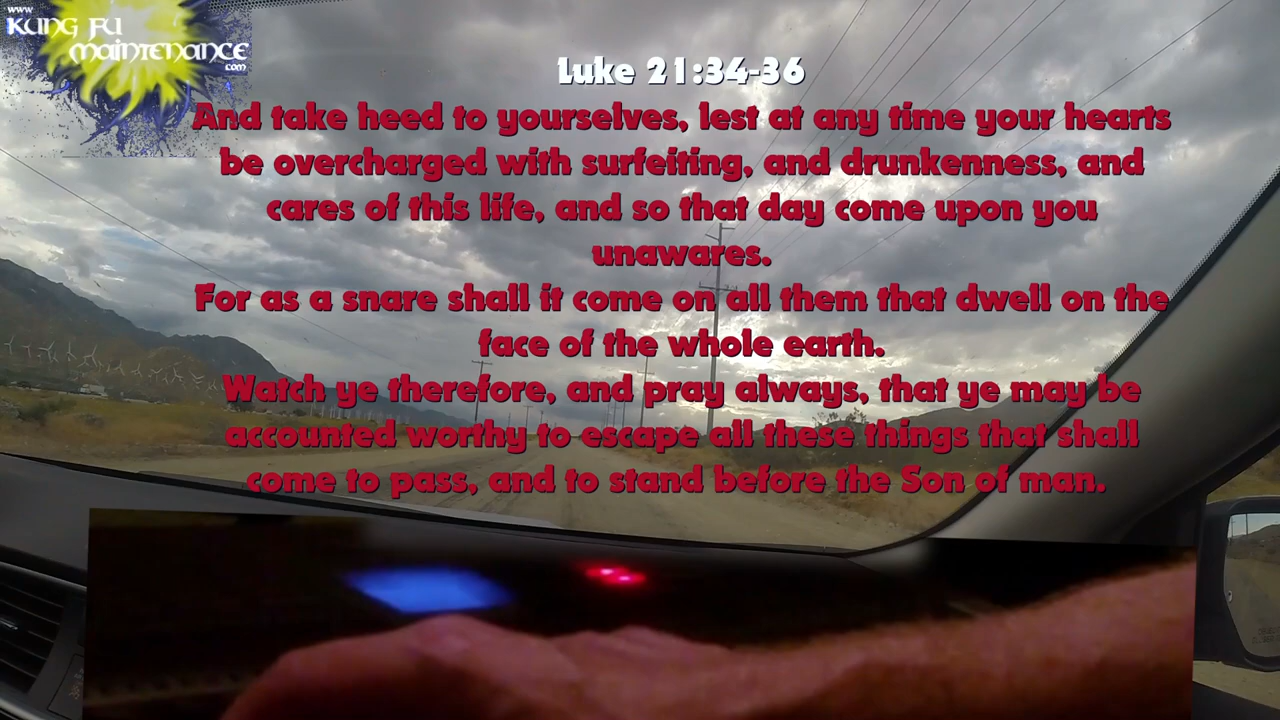 www
KUNG FU
MAINTENANCE
.com
Luke 21:34-36
And take heed to yourselves, lest at any time your hearts
be overcharged with surfeiting, and drunkenness, and
cares of this life, and so that day come upon you
unawares.
For as a snare shall it come on all them that dwell on the
face of the whole earth.
Watch ye therefore, and pray always, that ye may be
accounted worthy to escape all these things that shall
come to pass, and to stand before the Son of man.